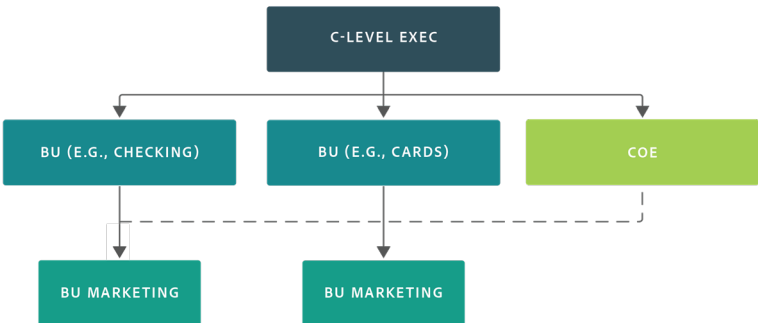 C-LEVEL EXEC
BU (E.G., CHECKING)
BU (E.G., CARDS)
COE
BU MARKETING
BU MARKETING